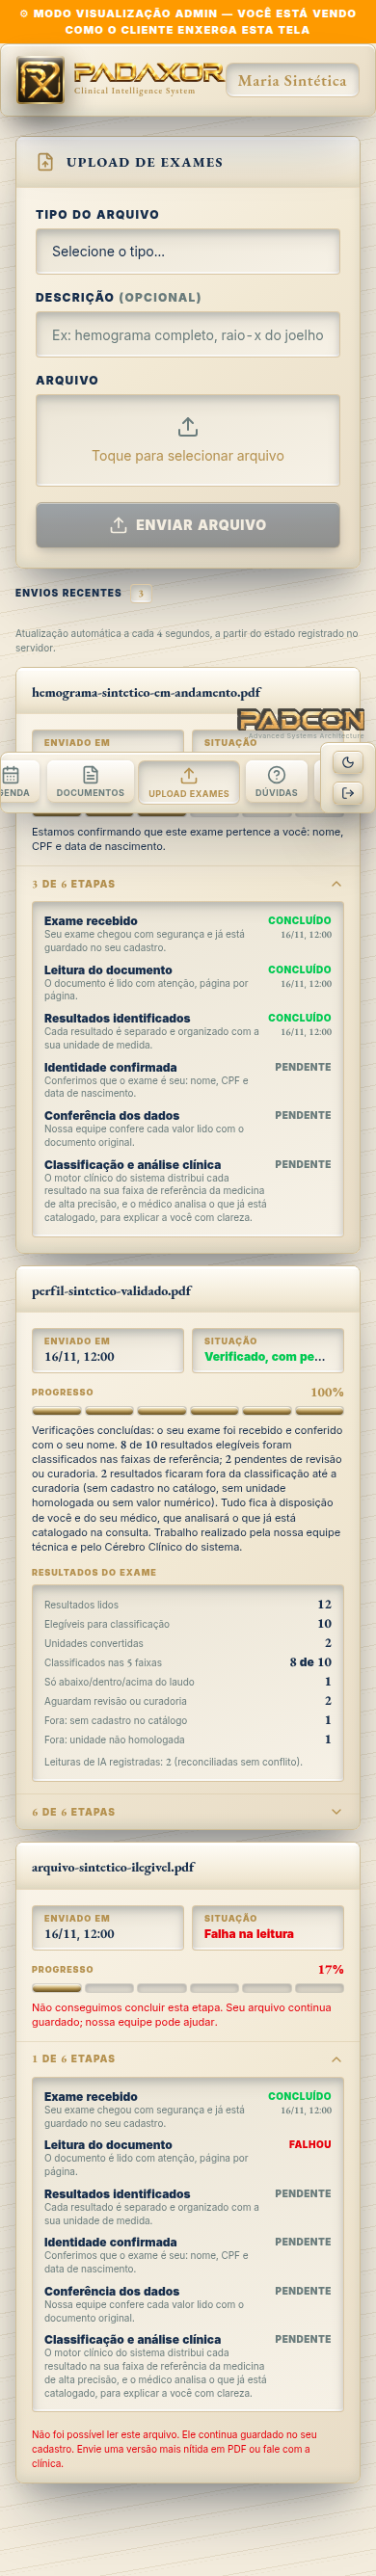 ⚙ MODO VISUALIZAÇÃO ADMIN — VOCÊ ESTÁ VENDO
COMO O CLIENTE ENXERGA ESTA TELA
PADAXOR
Clinical Intelligence System
Maria Sintética
UPLOAD DE EXAMES
TIPO DO ARQUIVO
Selecione o tipo...
DESCRIÇÃO (OPCIONAL)
Ex: hemograma completo, raio-x do joelho
ARQUIVO
Toque para selecionar arquivo
ENVIAR ARQUIVO
ENVIOS RECENTES 3
Atualização automática a cada 4 segundos, a partir do estado registrado no
servidor.
hemograma-sintetico-em-andamento.pdf
PADCON
Advanced Systems Architecture
ENVIADO EM
SITUAÇÃO
DOCUMENTOS
UPLOAD EXAMES
DÚVIDAS
Estamos confirmando que este exame pertence a você: nome,
CPF e data de nascimento.
3 DE 6 ETAPAS
Exame recebido CONCLUÍDO
Seu exame chegou com segurança e já está 16/11, 12:00
guardado no seu cadastro.
Leitura do documento CONCLUÍDO
O documento é lido com atenção, página por 16/11, 12:00
página.
Resultados identificados CONCLUÍDO
Cada resultado é separado e organizado com a 16/11, 12:00
sua unidade de medida.
Identidade confirmada PENDENTE
Conferimos que o exame é seu: nome, CPF e
data de nascimento.
Conferência dos dados PENDENTE
Nossa equipe confere cada valor lido com o
documento original.
Classificação e análise clínica PENDENTE
O motor clínico do sistema distribui cada
resultado na sua faixa de referência da medicina
de alta precisão, e o médico analisa o que já está
catalogado, para explicar a você com clareza.
perfil-sintetico-validado.pdf
ENVIADO EM
16/11, 12:00
SITUAÇÃO
Verificado, com pe...
PROGRESSO 100%
Verificações concluídas: o seu exame foi recebido e conferido
com o seu nome. 8 de 10 resultados elegíveis foram
classificados nas faixas de referência; 2 pendentes de revisão
ou curadoria. 2 resultados ficaram fora da classificação até a
curadoria (sem cadastro no catálogo, sem unidade
homologada ou sem valor numérico). Tudo fica à disposição
de você e do seu médico, que analisará o que já está
catalogado na consulta. Trabalho realizado pela nossa equipe
técnica e pelo Cérebro Clínico do sistema.
RESULTADOS DO EXAME
Resultados lidos 12
Elegíveis para classificação 10
Unidades convertidas 2
Classificados nas 5 faixas 8 de 10
Só abaixo/dentro/acima do laudo 1
Aguardam revisão ou curadoria 2
Fora: sem cadastro no catálogo 1
Fora: unidade não homologada 1
Leituras de IA registradas: 2 (reconciliadas sem conflito).
6 DE 6 ETAPAS
arquivo-sintetico-ilegivel.pdf
ENVIADO EM
16/11, 12:00
SITUAÇÃO
Falha na leitura
PROGRESSO 17%
Não conseguimos concluir esta etapa. Seu arquivo continua
guardado; nossa equipe pode ajudar.
1 DE 6 ETAPAS
Exame recebido CONCLUÍDO
Seu exame chegou com segurança e já está 16/11, 12:00
guardado no seu cadastro.
Leitura do documento FALHOU
O documento é lido com atenção, página por
página.
Resultados identificados PENDENTE
Cada resultado é separado e organizado com a
sua unidade de medida.
Identidade confirmada PENDENTE
Conferimos que o exame é seu: nome, CPF e
data de nascimento.
Conferência dos dados PENDENTE
Nossa equipe confere cada valor lido com o
documento original.
Classificação e análise clínica PENDENTE
O motor clínico do sistema distribui cada
resultado na sua faixa de referência da medicina
de alta precisão, e o médico analisa o que já está
catalogado, para explicar a você com clareza.
Não foi possível ler este arquivo. Ele continua guardado no seu
cadastro. Envie uma versão mais nítida em PDF ou fale com a
clínica.